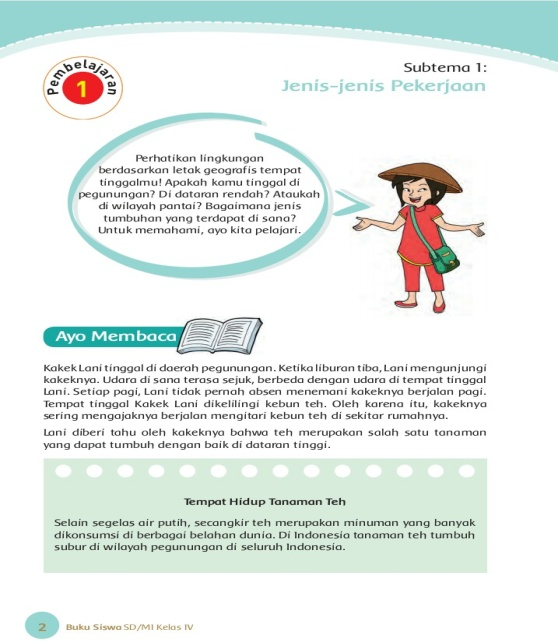 Pembelajaran
1
Subtema 1:
Jenis-jenis Pekerjaan
Perhatikan lingkungan
berdasarkan letak geografis tempat
tinggalmu! Apakah kamu tinggal di
pegunungan? Di dataran rendah? Ataukah
di wilayah pantai? Bagaimana jenis
tumbuhan yang terdapat di sana?
Untuk memahami, ayo kita pelajari.
Ayo Membaca
Kakek Lani tinggal di daerah pegunungan. Ketika liburan tiba, Lani mengunjungi
kakeknya. Udara di sana terasa sejuk, berbeda dengan udara di tempat tinggal
Lani. Setiap pagi, Lani tidak pernah absen menemani kakeknya berjalan pagi.
Tempat tinggal Kakek Lani dikelilingi kebun teh. Oleh karena itu, kakeknya
sering mengajaknya berjalan mengitari kebun teh di sekitar rumahnya.
Lani diberi tahu oleh kakeknya bahwa teh merupakan salah satu tanaman
yang dapat tumbuh dengan baik di dataran tinggi.
Tempat Hidup Tanaman Teh
Selain segelas air putih, secangkir teh merupakan minuman yang banyak
dikonsumsi di berbagai belahan dunia. Di Indonesia tanaman teh tumbuh
subur di wilayah pegunungan di seluruh Indonesia.
2 Buku Siswa SD/MI Kelas IV